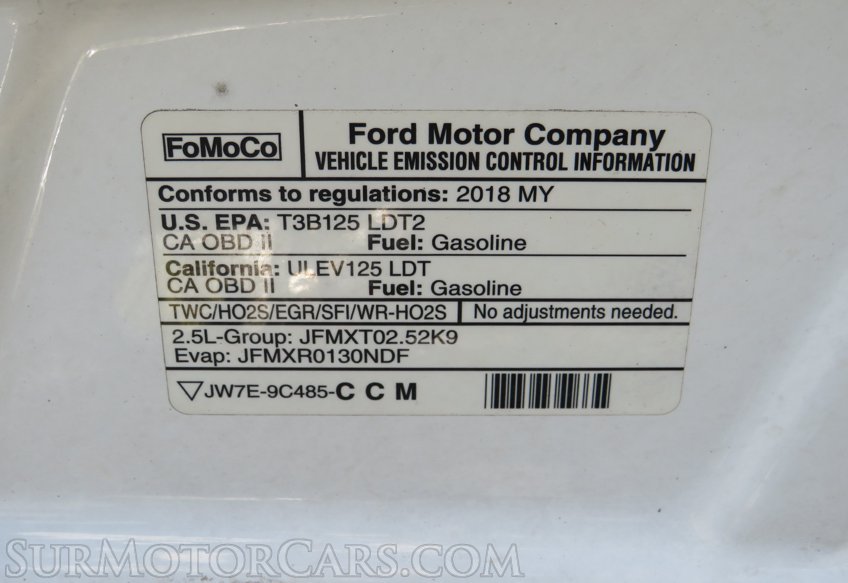 FoMoCo
Ford Motor Company
VEHICLE EMISSION CONTROL INFORMATION
Conforms to regulations: 2018 MY
U.S. EPA: T3B125 LDT2
CA OBD II Fuel: Gasoline
California: ULEV125 LDT
CA OBD II Fuel: Gasoline
TWC/HO2S/EGR/SFI/WR-HO2S No adjustments needed.
2.5L-Group: JFMXT02.52K9
Evap: JFMXR0130NDF
JW7E-9C485-C C M
SurMotorCars.com